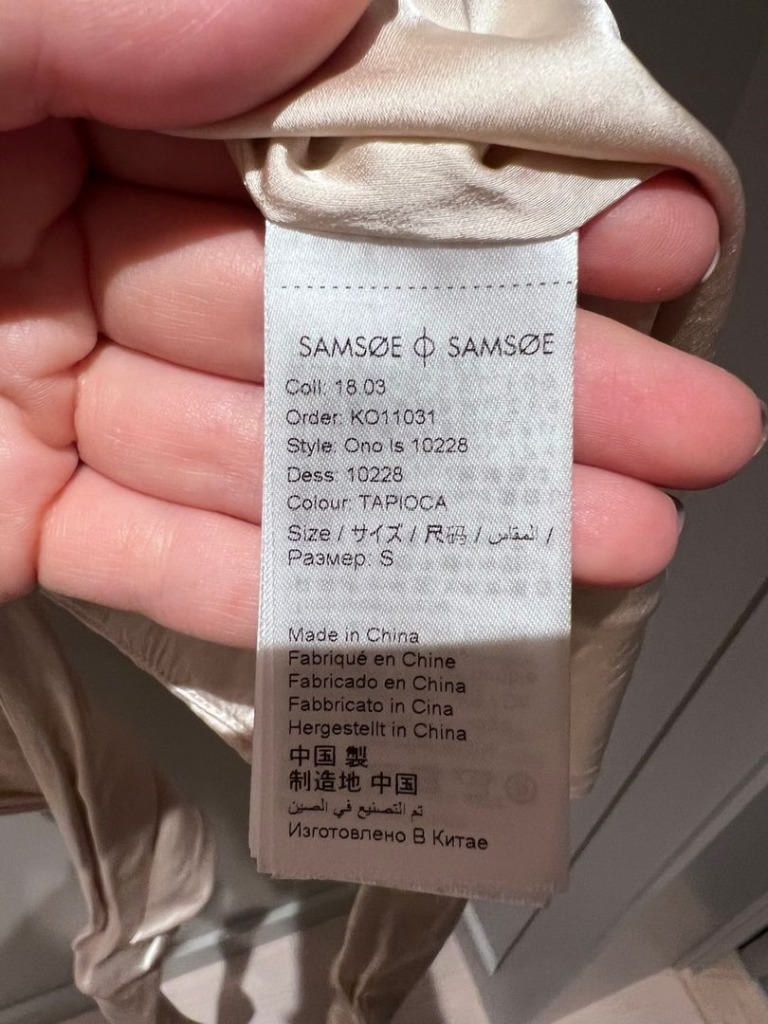 SAMSØE ϕ SAMSØE
Coll: 18.03
Order: KO11031
Style: Ono ls 10228
Dess: 10228
Colour: TAPIOCA
Size / サイズ / 尺码 / المقاس /
Размер: S
Made in China
Fabriqué en Chine
Fabricado en China
Fabbricato in Cina
Hergestellt in China
中国 製
制造地 中国
تم التصنيع في الصين
Изготовлено В Китае